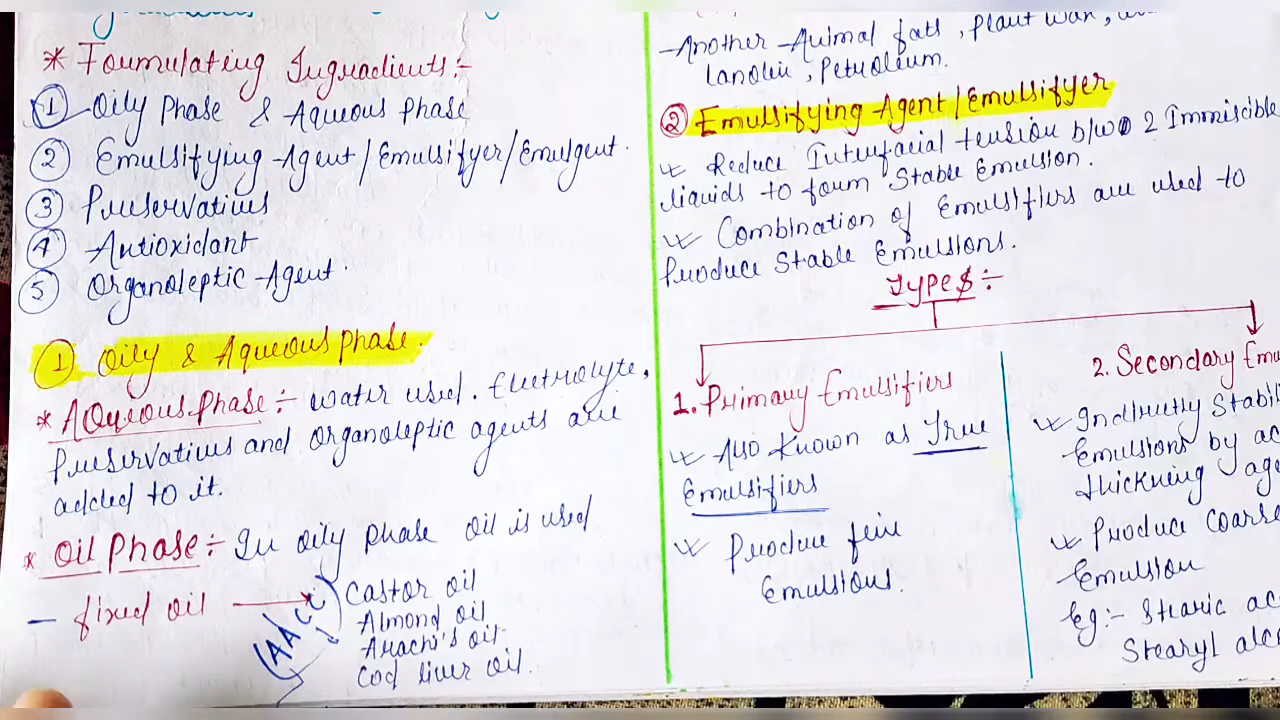 * Formulating Ingradients:-
① Oily Phase & Aqueous phase
② Emulsifying Agent/Emulsifyer/Emulgent.
③ Preservatives
④ Antioxidant
⑤ Organoleptic Agent.
① Oily & Aqueous phase.
* AQueous Phase:- water used. Electrolyte,
Preservatives and organoleptic agents are
added to it.
* Oil Phase:- In oily phase oil is used
- fixed oil → Castor oil
(AACC)
Almond oil
Arachi's oil
Cod liver oil.
-Another -Animal fats, Plant wax,
lanolin, Petroleum.
② Emulsifying Agent/Emulsifyer
Reduce Interfacial tension b/w 2 Immiscible
liquids to form Stable Emulsion.
Combination of Emulsifiers are used to
Produce Stable Emulsions.
Types:-
1. Primary Emulsifiers
Also Known as True
Emulsifiers
Produce fine
Emulsions.
2. Secondary Emu
Indirectly Stabil
Emulsions by ac
thickning age
Produce coarse
Emulsion
Eg:- Stearic ac
Stearyl alco